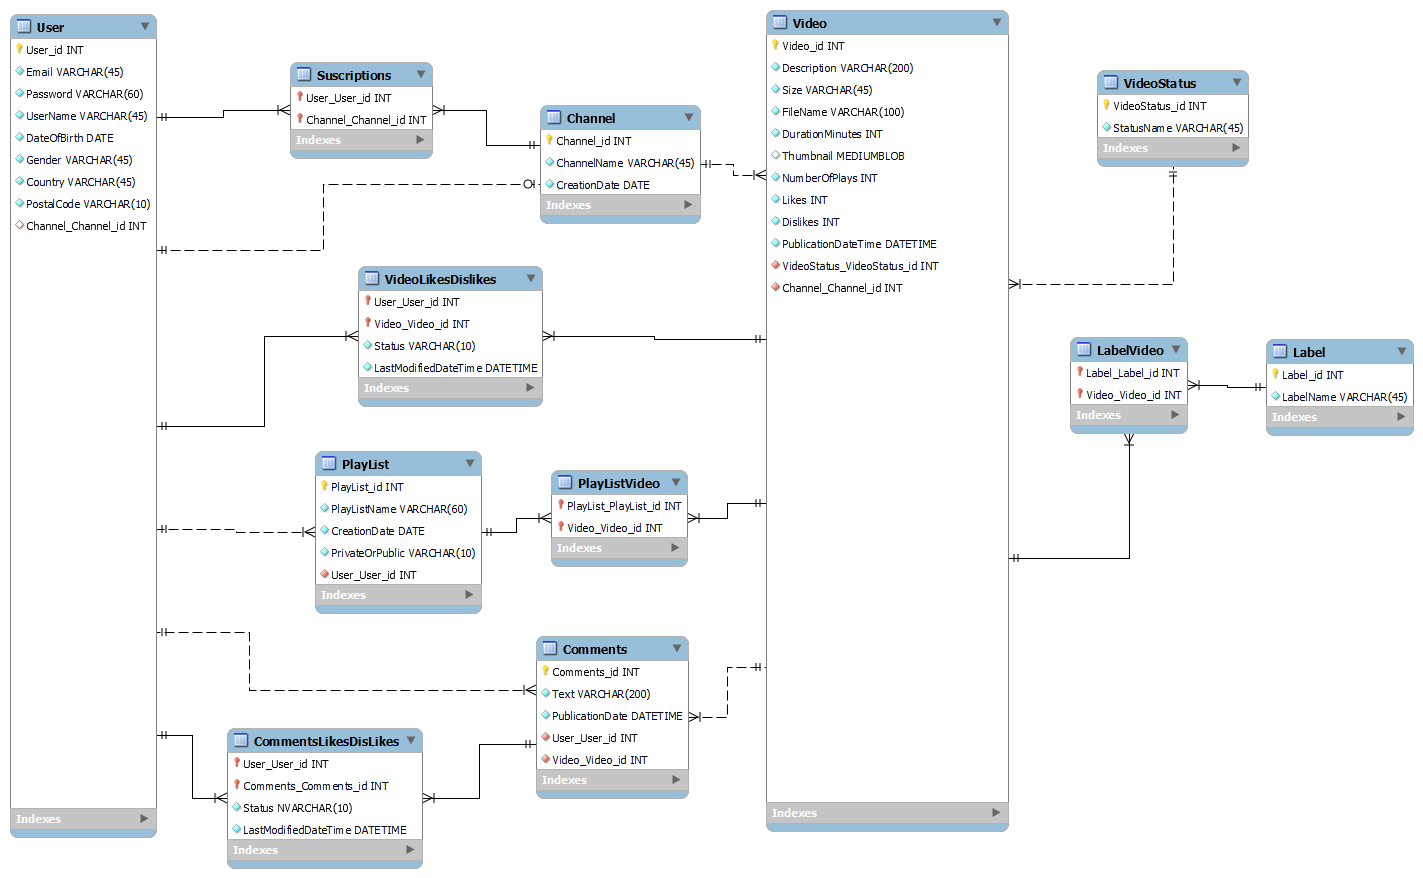 User
User_id INT
Email VARCHAR(45)
Password VARCHAR(60)
UserName VARCHAR(45)
DateOfBirth DATE
Gender VARCHAR(45)
Country VARCHAR(45)
PostalCode VARCHAR(10)
Channel_Channel_id INT
Indexes
Suscriptions
User_User_id INT
Channel_Channel_id INT
Indexes
Channel
Channel_id INT
ChannelName VARCHAR(45)
CreationDate DATE
Indexes
VideoLikesDislikes
User_User_id INT
Video_Video_id INT
Status VARCHAR(10)
LastModifiedDateTime DATETIME
Indexes
PlayList
PlayList_id INT
PlayListName VARCHAR(60)
CreationDate DATE
PrivateOrPublic VARCHAR(10)
User_User_id INT
Indexes
PlayListVideo
PlayList_PlayList_id INT
Video_Video_id INT
Indexes
Comments
Comments_id INT
Text VARCHAR(200)
PublicationDate DATETIME
User_User_id INT
Video_Video_id INT
Indexes
CommentsLikesDisLikes
User_User_id INT
Comments_Comments_id INT
Status NVARCHAR(10)
LastModifiedDateTime DATETIME
Indexes
Video
Video_id INT
Description VARCHAR(200)
Size VARCHAR(45)
FileName VARCHAR(100)
DurationMinutes INT
Thumbnail MEDIUMBLOB
NumberOfPlays INT
Likes INT
Dislikes INT
PublicationDateTime DATETIME
VideoStatus_VideoStatus_id INT
Channel_Channel_id INT
Indexes
VideoStatus
VideoStatus_id INT
StatusName VARCHAR(45)
Indexes
LabelVideo
Label_Label_id INT
Video_Video_id INT
Indexes
Label
Label_id INT
LabelName VARCHAR(45)
Indexes